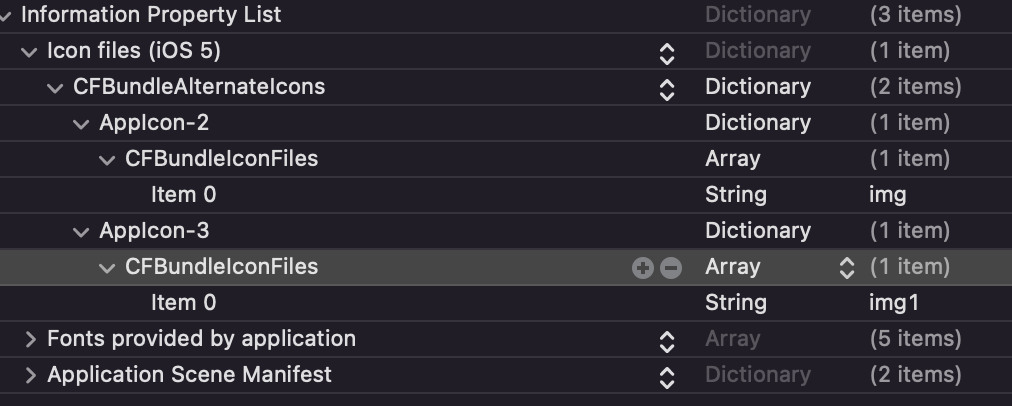 Information Property List Dictionary (3 items)
Icon files (iOS 5) Dictionary (1 item)
CFBundleAlternateIcons Dictionary (2 items)
AppIcon-2 Dictionary (1 item)
CFBundleIconFiles Array (1 item)
Item 0 String img
AppIcon-3 Dictionary (1 item)
CFBundleIconFiles Array (1 item)
Item 0 String img1
Fonts provided by application Array (5 items)
Application Scene Manifest Dictionary (2 items)